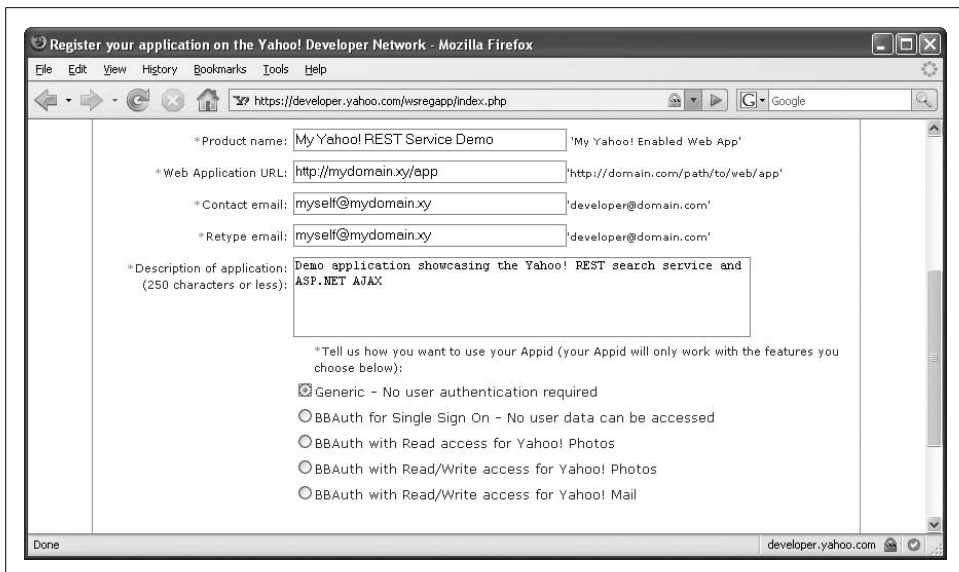 Register your application on the Yahoo! Developer Network - Mozilla Firefox
File Edit View History Bookmarks Tools Help
https://developer.yahoo.com/wsregapp/index.php
G Google
*Product name: My Yahoo! REST Service Demo 'My Yahoo! Enabled Web App'
*Web Application URL: http://mydomain.xy/app 'http://domain.com/path/to/web/app'
*Contact email: myself@mydomain.xy 'developer@domain.com'
*Retype email: myself@mydomain.xy 'developer@domain.com'
*Description of application: Demo application showcasing the Yahoo! REST search service and
(250 characters or less): ASP.NET AJAX
*Tell us how you want to use your Appid (your Appid will only work with the features you
choose below):
Generic - No user authentication required
BBAuth for Single Sign On - No user data can be accessed
BBAuth with Read access for Yahoo! Photos
BBAuth with Read/Write access for Yahoo! Photos
BBAuth with Read/Write access for Yahoo! Mail
Done developer.yahoo.com